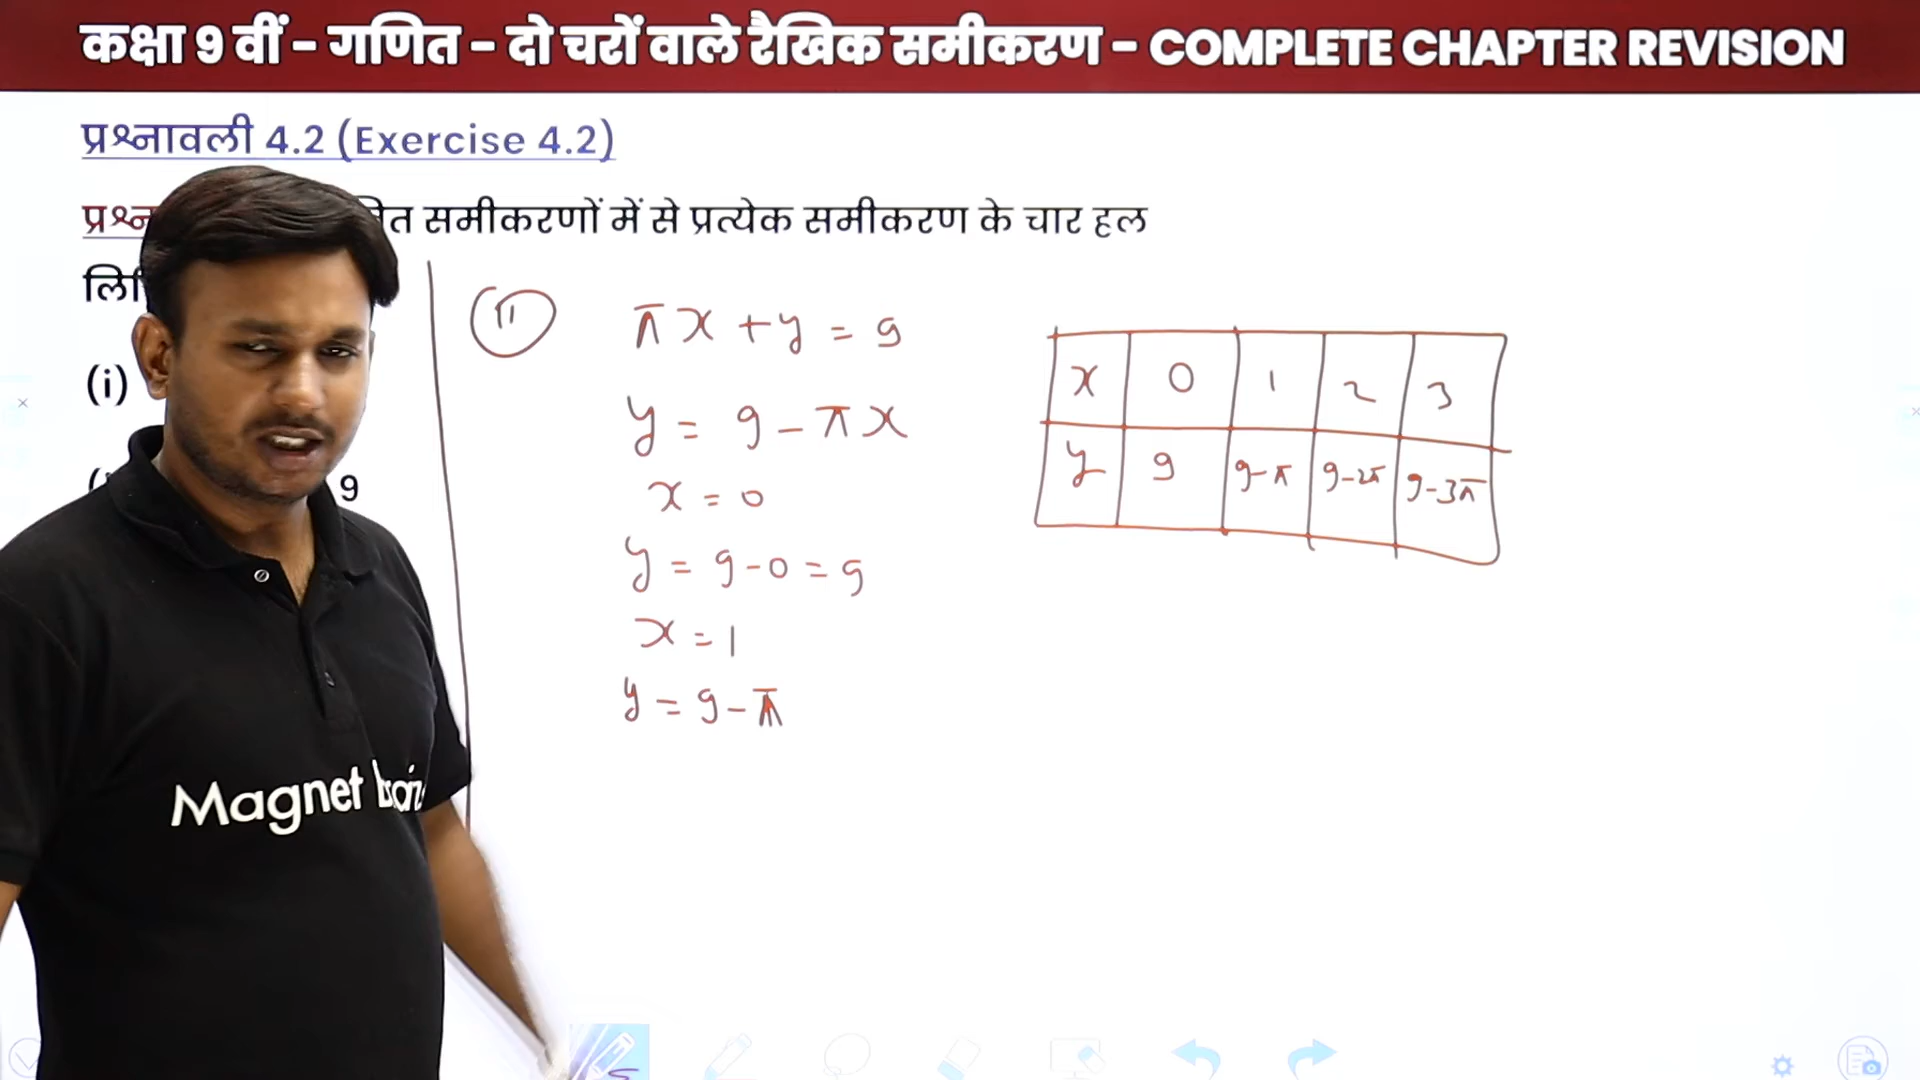 कक्षा 9 वीं - गणित - दो चरों वाले रैखिक समीकरण - COMPLETE CHAPTER REVISION
प्रश्नावली 4.2 (Exercise 4.2)
समीकरणों में से प्रत्येक समीकरण के चार हल
(i)
9
(ii)
πx + y = 9
y = 9 - πx
x = 0
y = 9 - 0 = 9
x = 1
y = 9 - π
x 0 1 2 3
y 9 9-π 9-2π 9-3π
Magnet